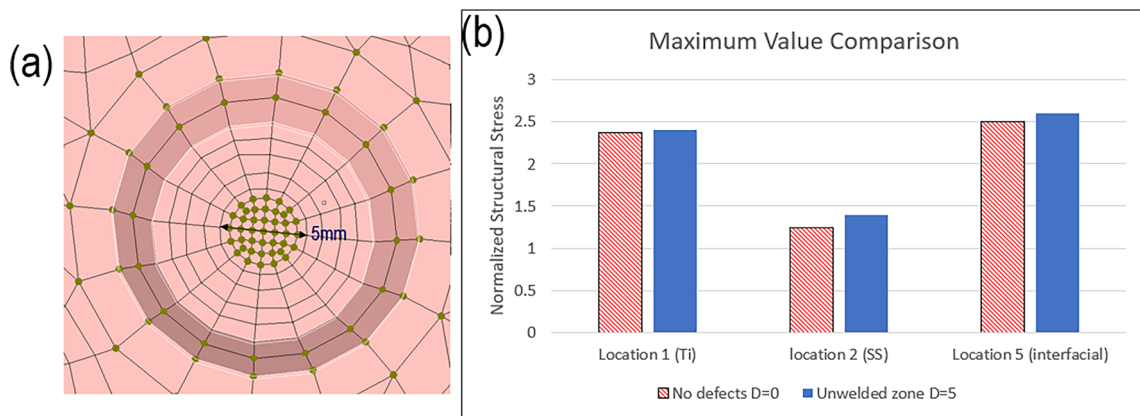 (a)
5mm
(b)
Maximum Value Comparison
Normalized Structural Stress
3
2.5
2
1.5
1
0.5
0
Location 1 (Ti)
location 2 (SS)
Location 5 (interfacial)
No defects D=0
Unwelded zone D=5